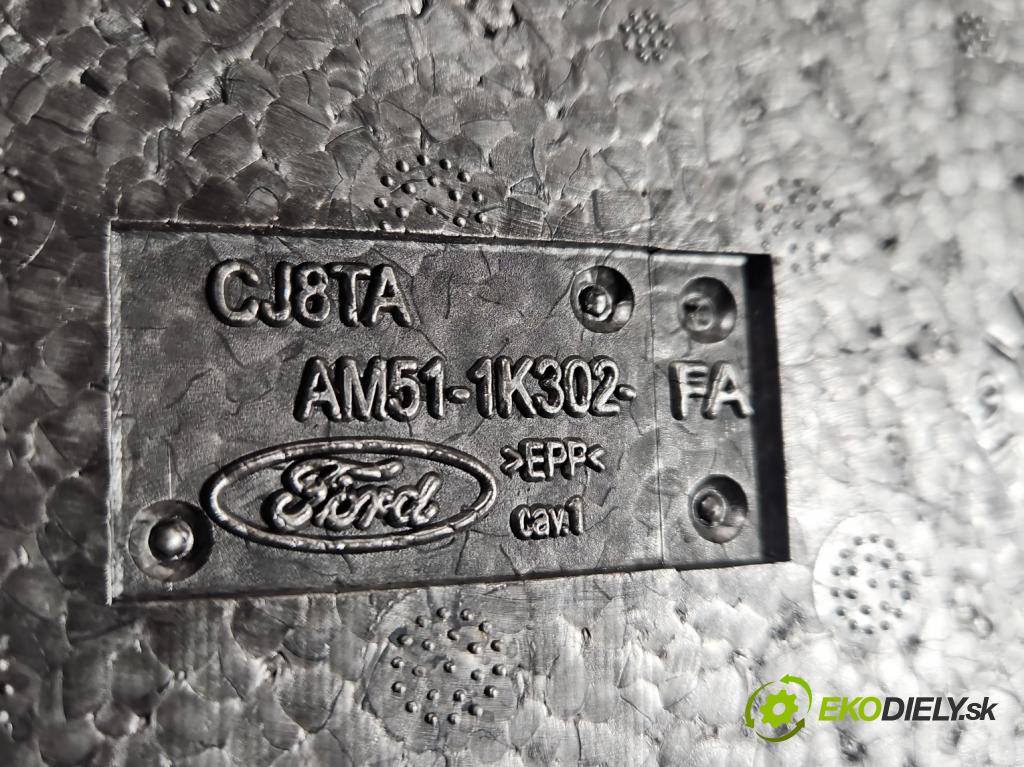 CJ8TA
AM51-1K302-FA
Ford
>EPP<
cav.1
EKODIELY.sk